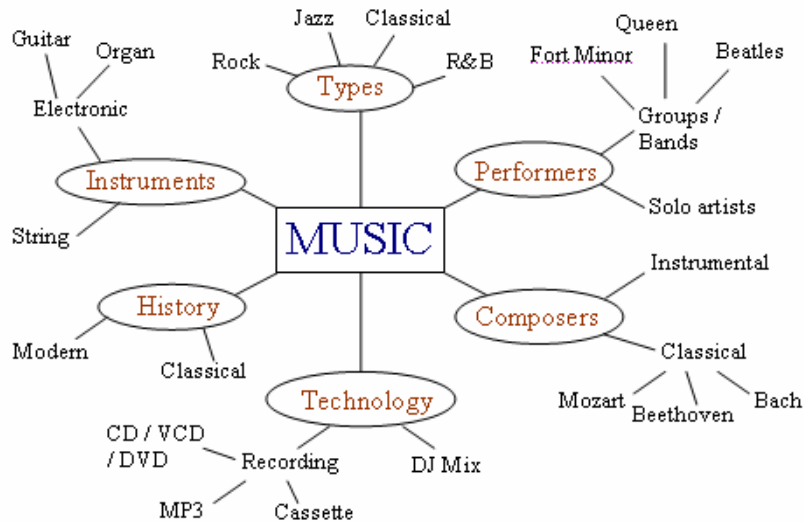 Queen
Jazz
Classical
Guitar
Organ
Fort Minor
Beatles
Rock
R&B
Types
Electronic
Groups /
Bands
Performers
Instruments
Solo artists
String
MUSIC
Instrumental
History
Composers
Modern
Classical
Classical
Technology
Mozart
Beethoven
Bach
CD / VCD
/ DVD
Recording
DJ Mix
MP3
Cassette